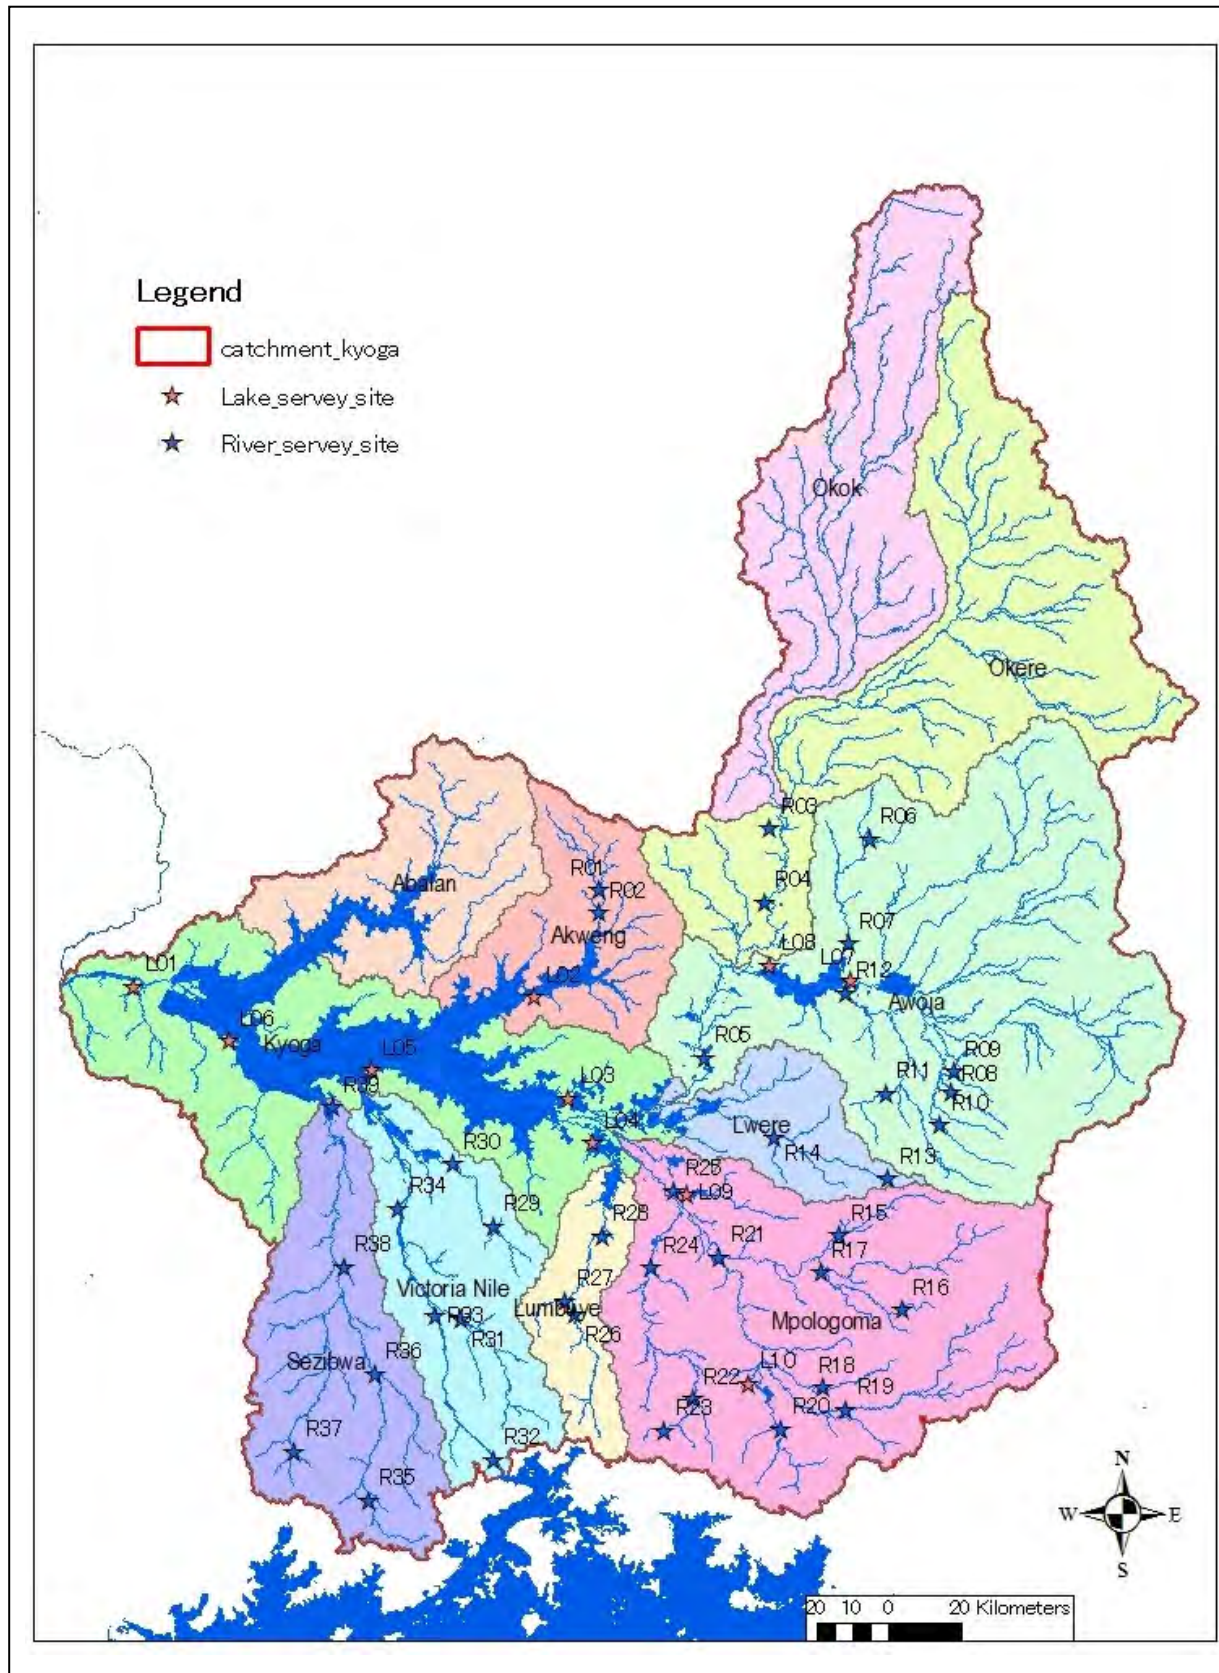 Legend
catchment_kyoga
Lake_servey_site
River_servey_site
Okok
Okere
R03
R06
R01
R02
R04
Abalan
Akweng
R07
L08
L07
R12
L01
L02
Awoja
L06
Kyoga
L05
R05
R09
R08
R11
R10
R39
L03
L04
Lwere
R14
R30
R13
R25
L09
R34
R29
R28
R15
R24
R21
R17
R38
Victoria Nile
R27
Lumbuye
R16
R33
R31
R26
Mpologoma
Sezibwa
R36
L10
R22
R18
R19
R23
R20
R37
R32
R35
N
W
E
S
20 10 0 20 Kilometers